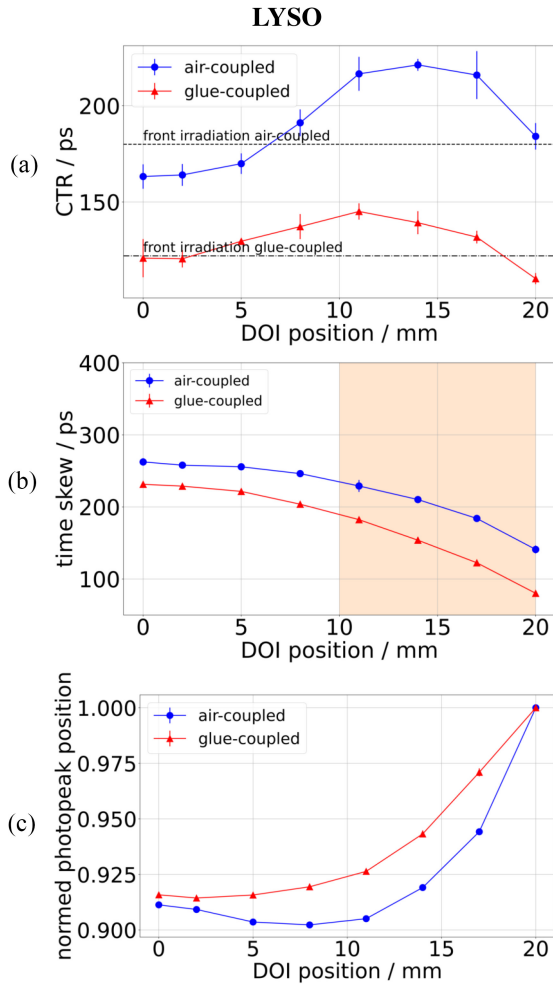 LYSO
(a)
CTR / ps
200
150
air-coupled
glue-coupled
front irradiation air-coupled
front irradiation glue-coupled
0 5 10 15 20
DOI position / mm
(b)
time skew / ps
400
300
200
100
air-coupled
glue-coupled
0 5 10 15 20
DOI position / mm
(c)
normed photopeak position
1.000
0.975
0.950
0.925
0.900
air-coupled
glue-coupled
0 5 10 15 20
DOI position / mm